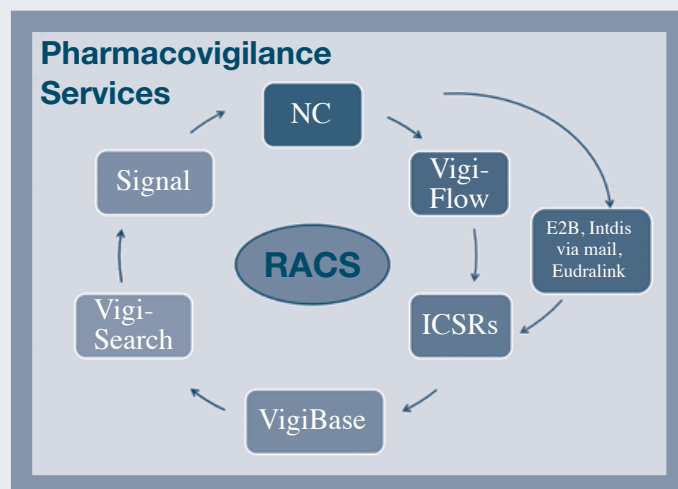 Pharmacovigilance
Services
NC
Vigi-
Flow
E2B, Intdis
via mail,
Eudralink
ICSRs
VigiBase
Vigi-
Search
Signal
RACS